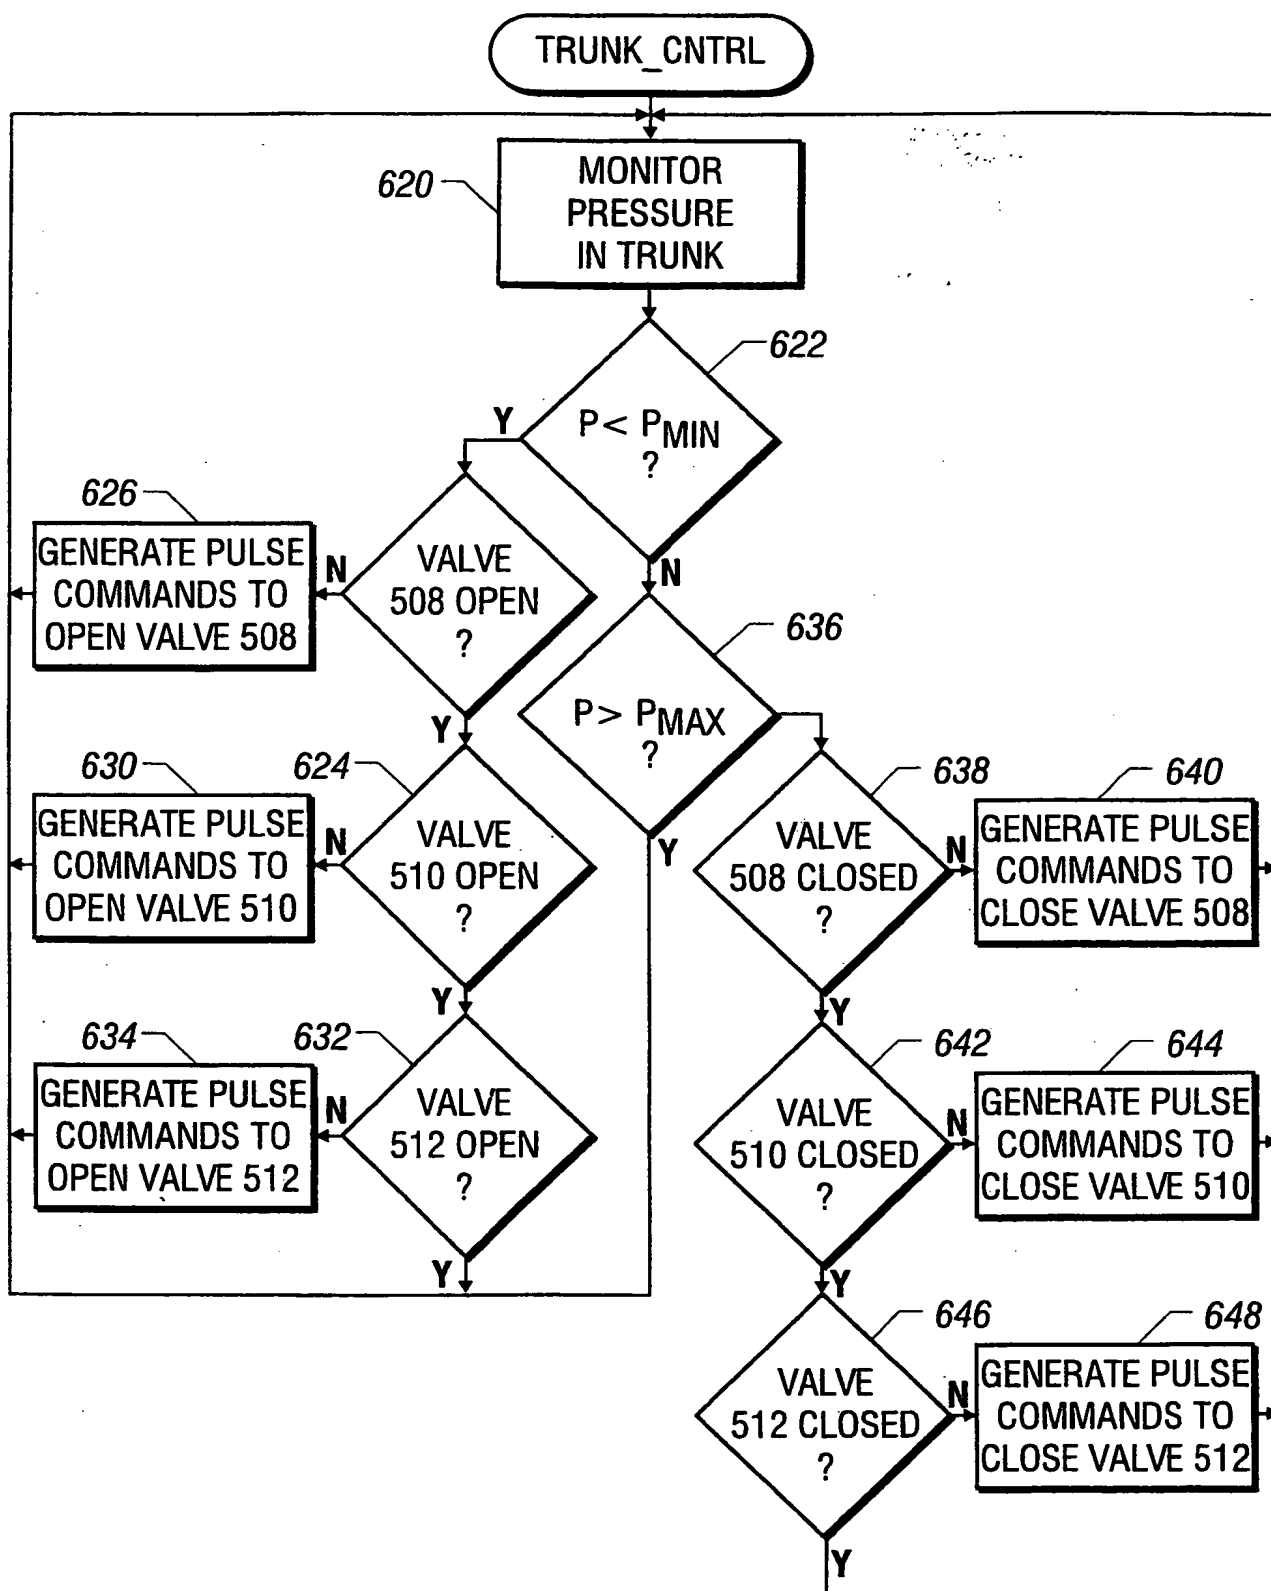 TRUNK_CNTRL
620
MONITOR
PRESSURE
IN TRUNK
622
Y
P< PMIN
?
N
626
GENERATE PULSE
COMMANDS TO
OPEN VALVE 508
N
VALVE
508 OPEN
?
Y
636
P> PMAX
?
Y
630
GENERATE PULSE
COMMANDS TO
OPEN VALVE 510
N
624
VALVE
510 OPEN
?
Y
638
VALVE
508 CLOSED
?
N
Y
640
GENERATE PULSE
COMMANDS TO
CLOSE VALVE 508
634
GENERATE PULSE
COMMANDS TO
OPEN VALVE 512
N
632
VALVE
512 OPEN
?
Y
642
VALVE
510 CLOSED
?
N
Y
644
GENERATE PULSE
COMMANDS TO
CLOSE VALVE 510
646
VALVE
512 CLOSED
?
N
Y
648
GENERATE PULSE
COMMANDS TO
CLOSE VALVE 512